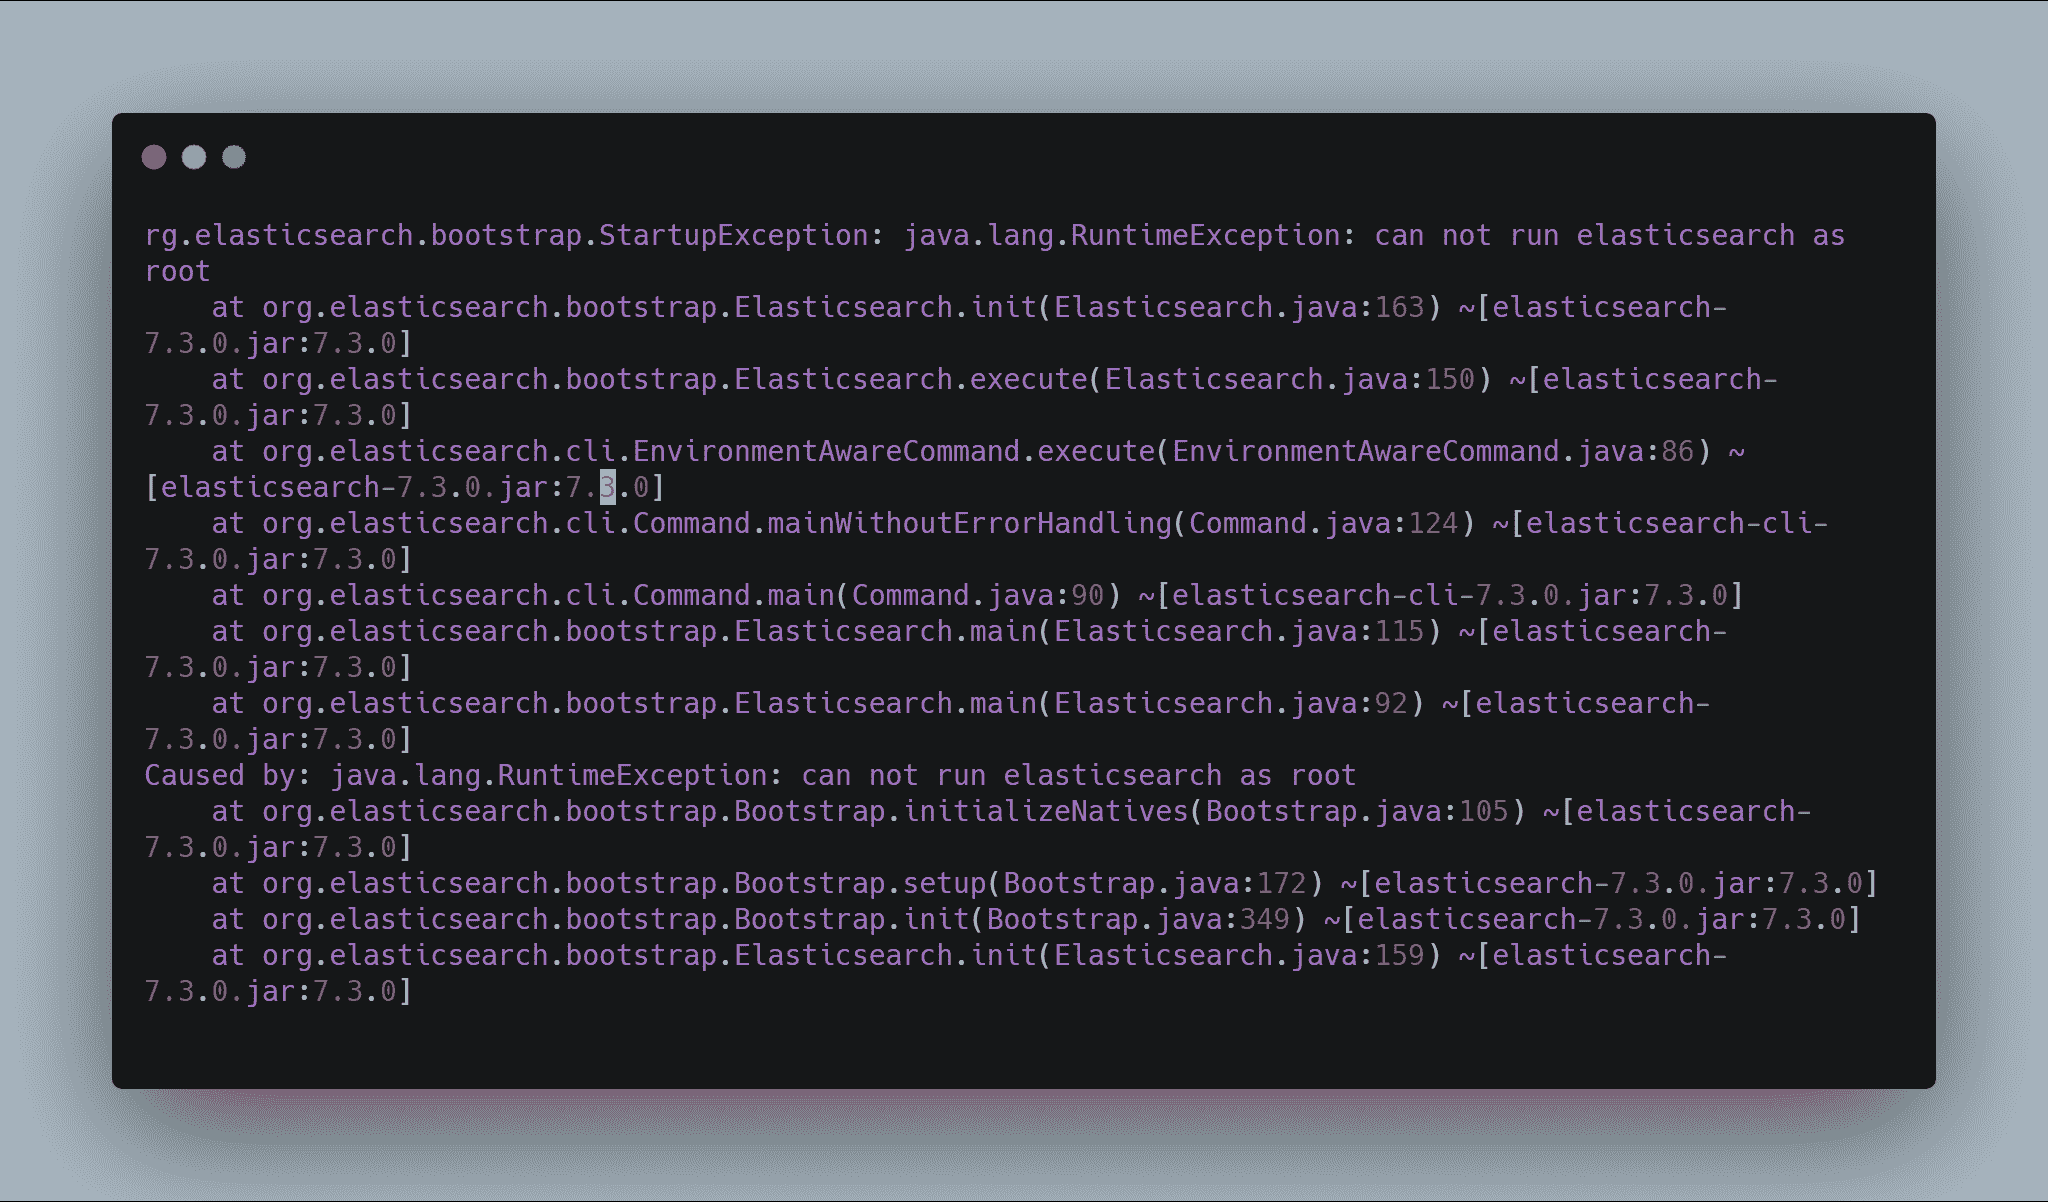 rg.elasticsearch.bootstrap.StartupException: java.lang.RuntimeException: can not run elasticsearch as
root
    at org.elasticsearch.bootstrap.Elasticsearch.init(Elasticsearch.java:163) ~[elasticsearch-
7.3.0.jar:7.3.0]
    at org.elasticsearch.bootstrap.Elasticsearch.execute(Elasticsearch.java:150) ~[elasticsearch-
7.3.0.jar:7.3.0]
    at org.elasticsearch.cli.EnvironmentAwareCommand.execute(EnvironmentAwareCommand.java:86) ~
[elasticsearch-7.3.0.jar:7.3.0]
    at org.elasticsearch.cli.Command.mainWithoutErrorHandling(Command.java:124) ~[elasticsearch-cli-
7.3.0.jar:7.3.0]
    at org.elasticsearch.cli.Command.main(Command.java:90) ~[elasticsearch-cli-7.3.0.jar:7.3.0]
    at org.elasticsearch.bootstrap.Elasticsearch.main(Elasticsearch.java:115) ~[elasticsearch-
7.3.0.jar:7.3.0]
    at org.elasticsearch.bootstrap.Elasticsearch.main(Elasticsearch.java:92) ~[elasticsearch-
7.3.0.jar:7.3.0]
Caused by: java.lang.RuntimeException: can not run elasticsearch as root
    at org.elasticsearch.bootstrap.Bootstrap.initializeNatives(Bootstrap.java:105) ~[elasticsearch-
7.3.0.jar:7.3.0]
    at org.elasticsearch.bootstrap.Bootstrap.setup(Bootstrap.java:172) ~[elasticsearch-7.3.0.jar:7.3.0]
    at org.elasticsearch.bootstrap.Bootstrap.init(Bootstrap.java:349) ~[elasticsearch-7.3.0.jar:7.3.0]
    at org.elasticsearch.bootstrap.Elasticsearch.init(Elasticsearch.java:159) ~[elasticsearch-
7.3.0.jar:7.3.0]